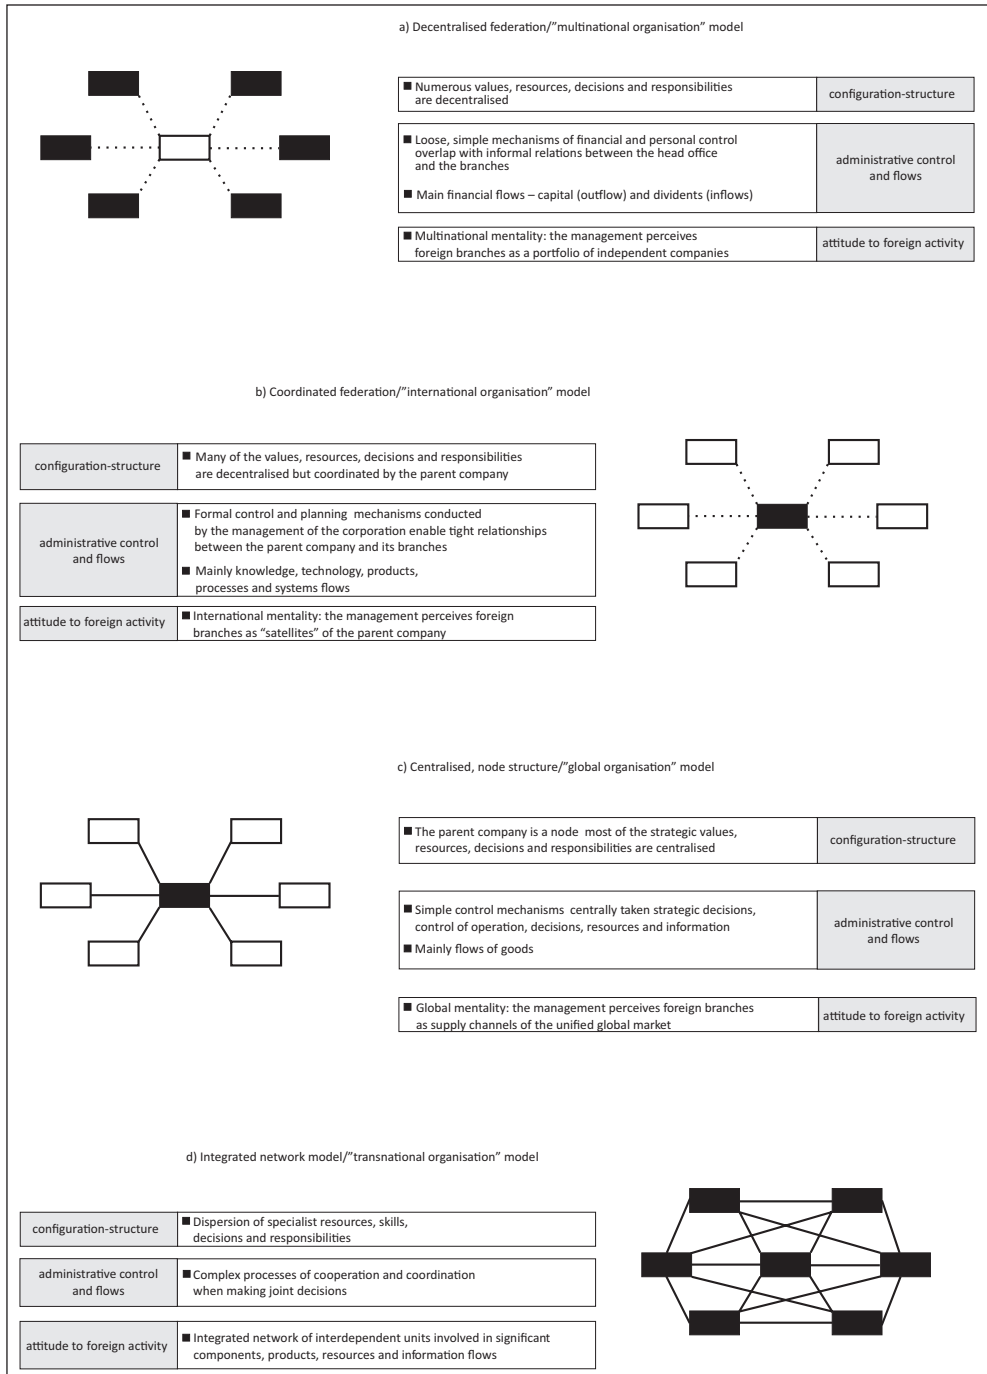 a) Decentralised federation/"multinational organisation" model
■ Numerous values, resources, decisions and responsibilities
are decentralised
configuration-structure
■ Loose, simple mechanisms of financial and personal control
overlap with informal relations between the head office
and the branches
■ Main financial flows – capital (outflow) and dividents (inflows)
administrative control
and flows
■ Multinational mentality: the management perceives
foreign branches as a portfolio of independent companies
attitude to foreign activity
b) Coordinated federation/"international organisation" model
configuration-structure
■ Many of the values, resources, decisions and responsibilities
are decentralised but coordinated by the parent company
administrative control
and flows
■ Formal control and planning mechanisms conducted
by the management of the corporation enable tight relationships
between the parent company and its branches
■ Mainly knowledge, technology, products,
processes and systems flows
attitude to foreign activity
■ International mentality: the management perceives foreign
branches as "satellites" of the parent company
c) Centralised, node structure/"global organisation" model
■ The parent company is a node most of the strategic values,
resources, decisions and responsibilities are centralised
configuration-structure
■ Simple control mechanisms centrally taken strategic decisions,
control of operation, decisions, resources and information
■ Mainly flows of goods
administrative control
and flows
■ Global mentality: the management perceives foreign branches
as supply channels of the unified global market
attitude to foreign activity
d) Integrated network model/"transnational organisation" model
configuration-structure
■ Dispersion of specialist resources, skills,
decisions and responsibilities
administrative control
and flows
■ Complex processes of cooperation and coordination
when making joint decisions
attitude to foreign activity
■ Integrated network of interdependent units involved in significant
components, products, resources and information flows